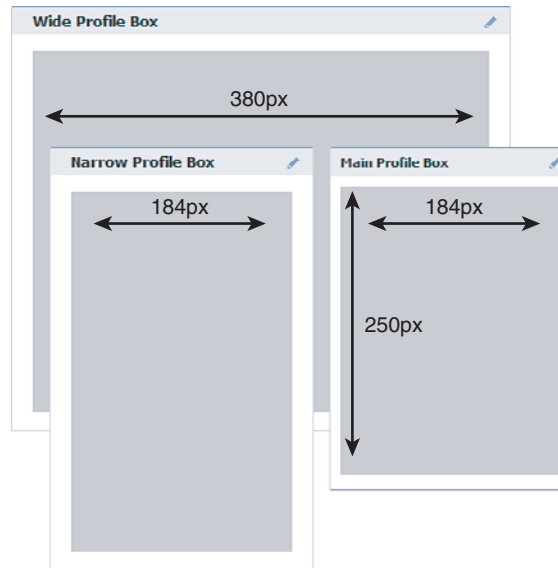 Wide Profile Box
380px
Narrow Profile Box
Main Profile Box
184px
184px
250px